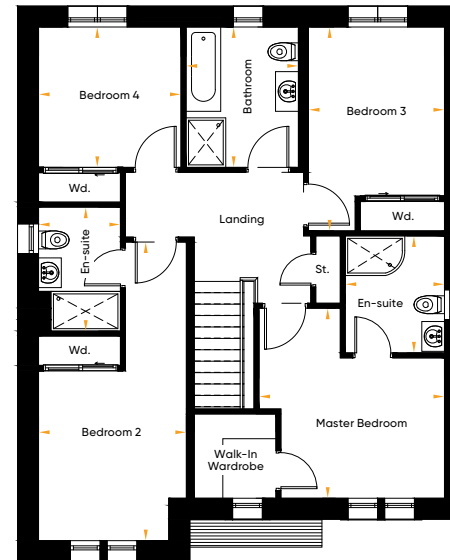 Bedroom 4
Bathroom
Bedroom 3
Wd.
Landing
Wd.
En-suite
St.
En-suite
Wd.
Bedroom 2
Master Bedroom
Walk-In
Wardrobe